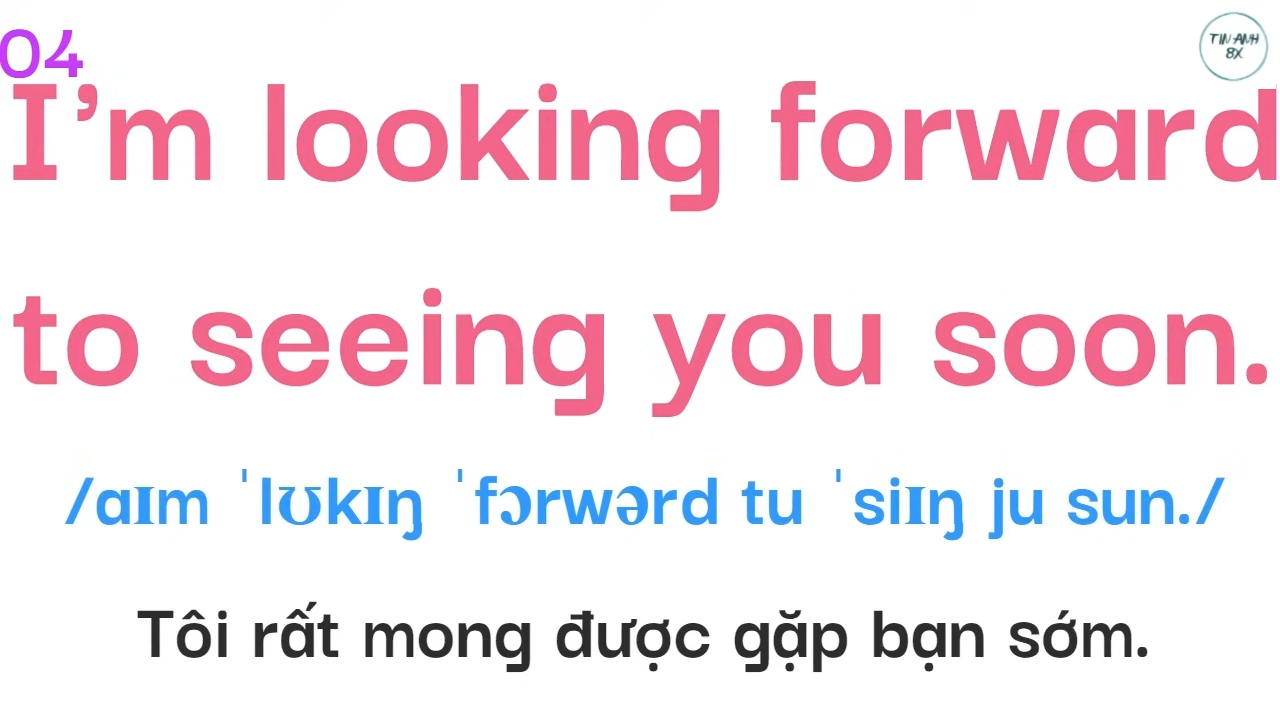 04
TIN ANH
8X
I’m looking forward
to seeing you soon.
/aɪm ˈlʊkɪŋ ˈfɔrwərd tu ˈsiɪŋ ju sun./
Tôi rất mong được gặp bạn sớm.